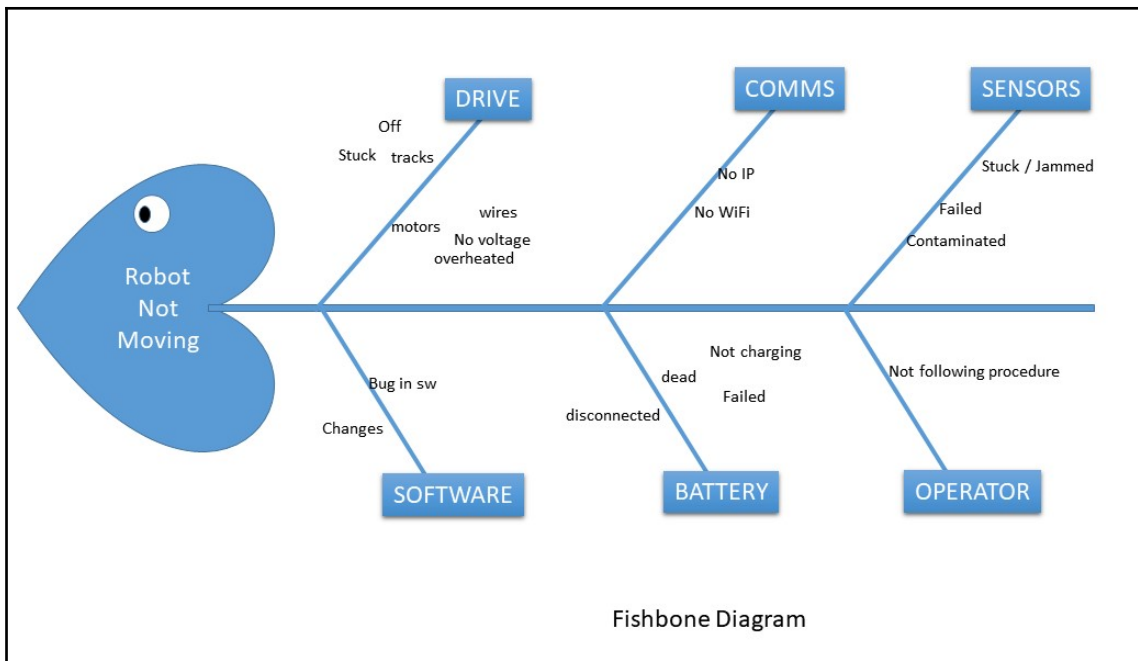 DRIVE
COMMS
SENSORS
Off
Stuck tracks
motors
wires
No voltage
overheated
No IP
No WiFi
Stuck / Jammed
Failed
Contaminated
Robot
Not
Moving
Bug in sw
Changes
Not charging
dead
Failed
disconnected
Not following procedure
SOFTWARE
BATTERY
OPERATOR
Fishbone Diagram